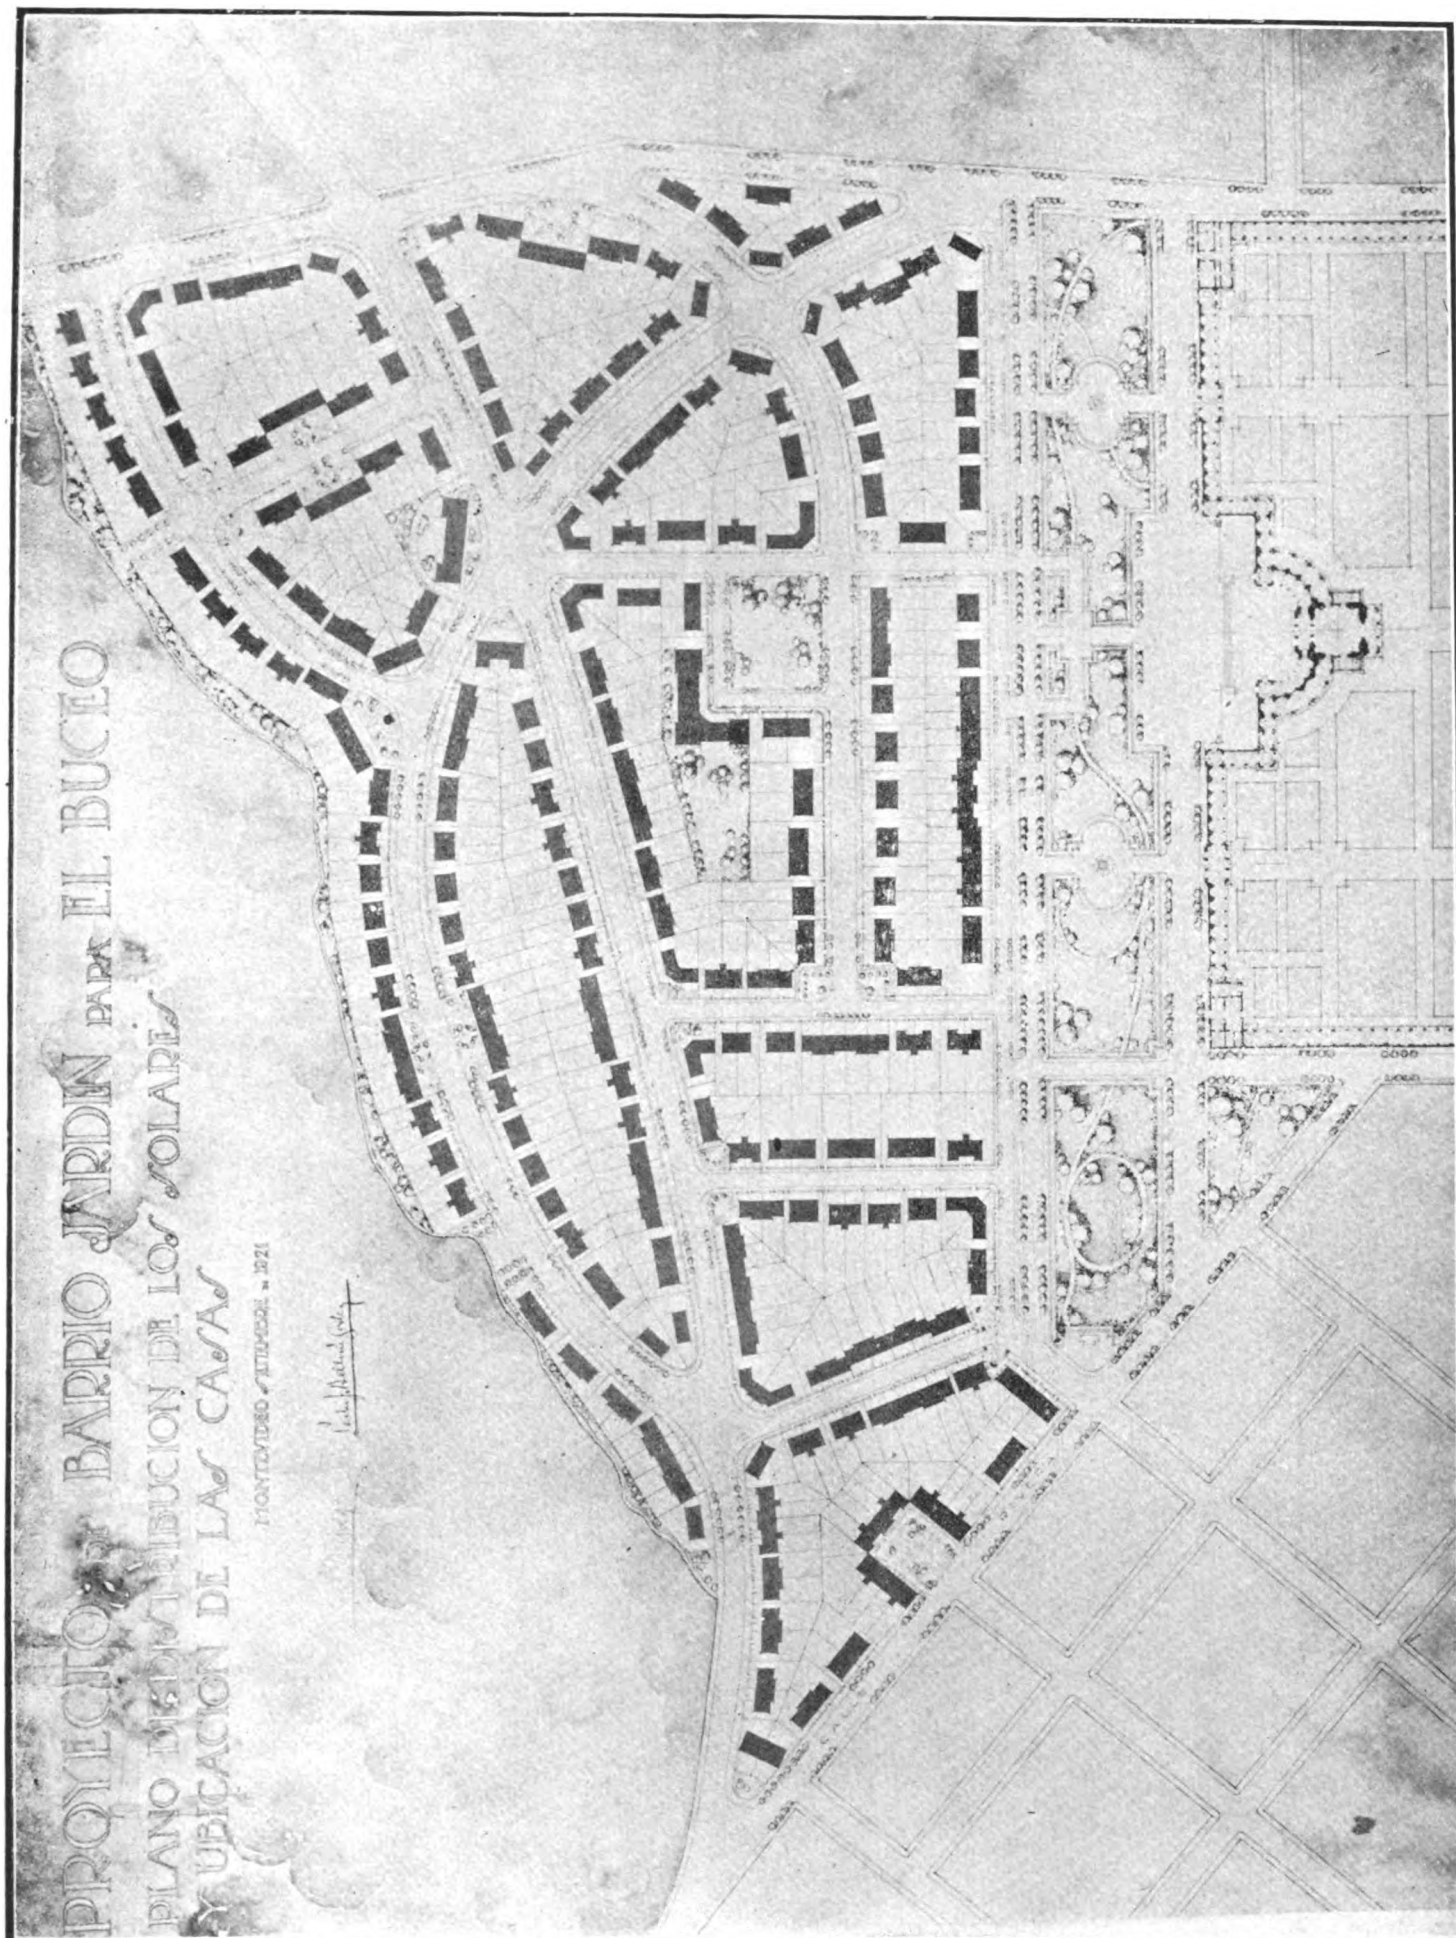 PROYECTO DE BARRIO JARDIN PARA EL BUCEO
PLANO DE DISTRIBUCION DE LOS SOLARES
Y UBICACION DE LAS CASAS
MONTEVIDEO SETIEMBRE DE 1921